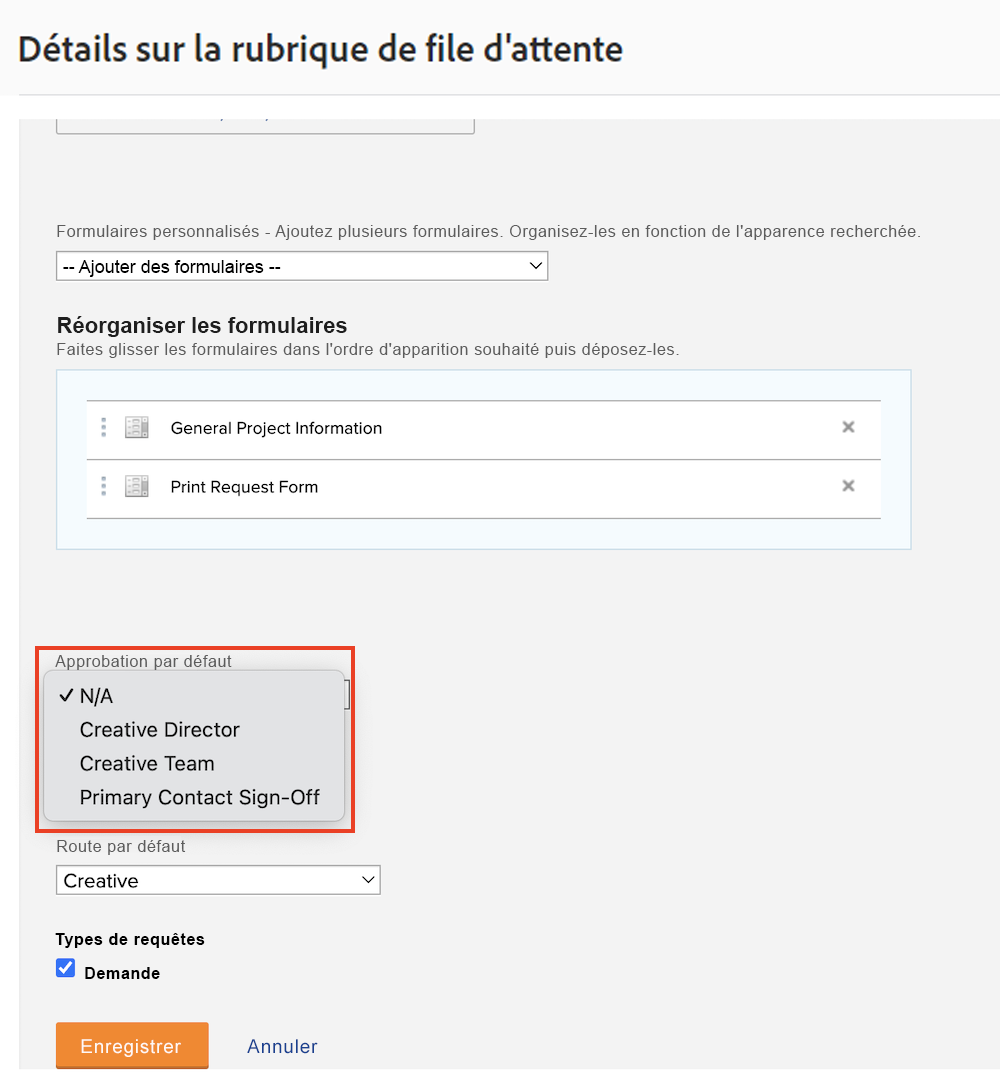 Détails sur la rubrique de file d'attente
Formulaires personnalisés - Ajoutez plusieurs formulaires. Organisez-les en fonction de l'apparence recherchée.
-- Ajouter des formulaires --
Réorganiser les formulaires
Faites glisser les formulaires dans l'ordre d'apparition souhaité puis déposez-les.
General Project Information
Print Request Form
Approbation par défaut
N/A
Creative Director
Creative Team
Primary Contact Sign-Off
Route par défaut
Creative
Types de requêtes
Demande
Enregistrer Annuler